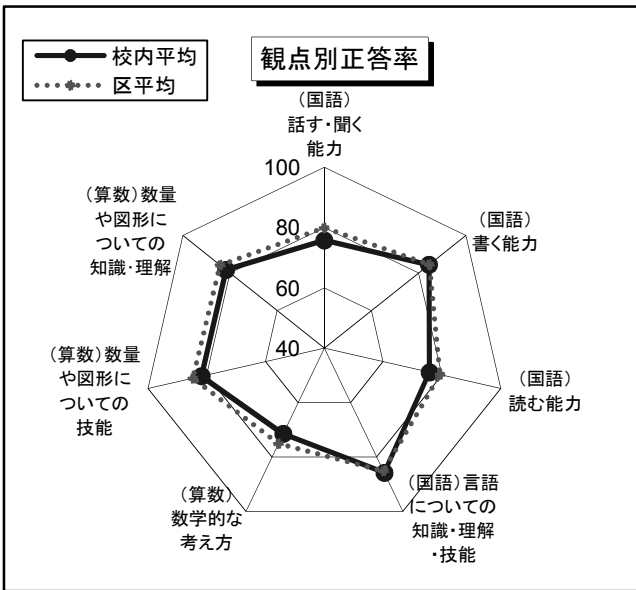 校内平均
区平均
観点別正答率
（国語）
話す・聞く
能力
100
80
60
40
（国語）
書く能力
（国語）
読む能力
（国語）言語
についての
知識・理解
・技能
（算数）
数学的な
考え方
（算数）数量
や図形に
ついての
技能
（算数）数量
や図形に
ついての
知識・理解